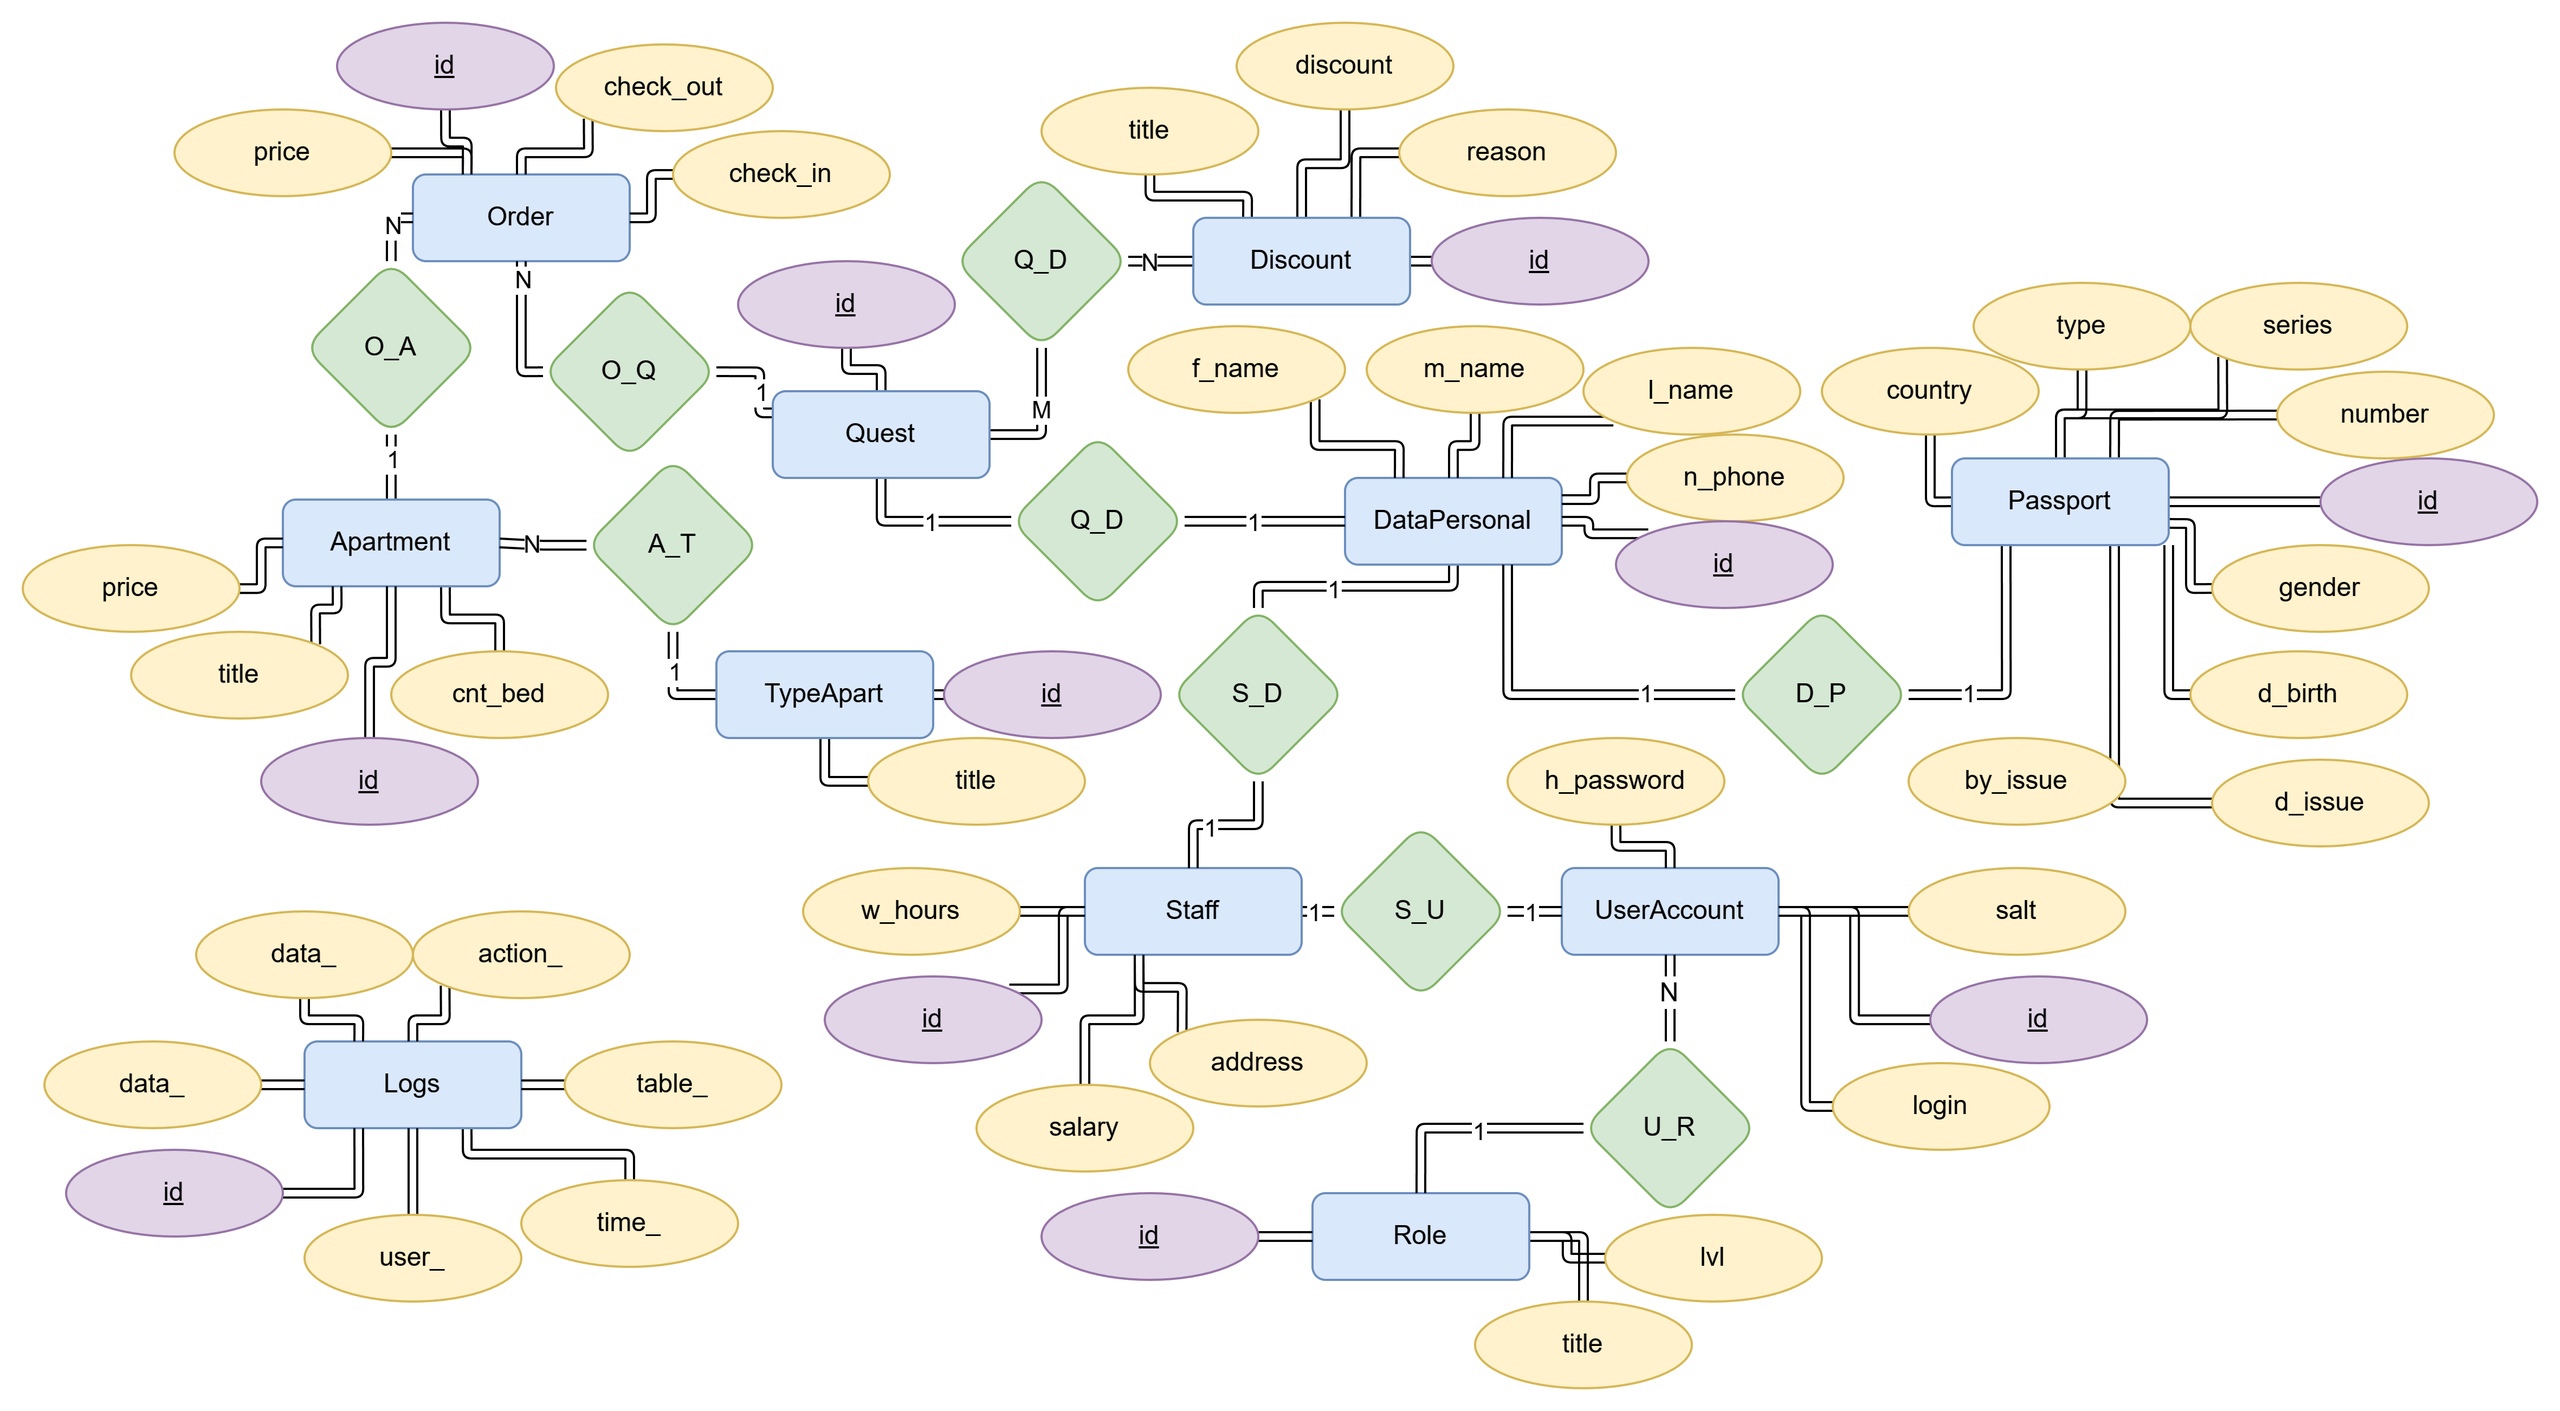 id
check_out
price
check_in
Order
N
N
O_A
1
O_Q
1
id
Quest
M
Q_D
N
title
discount
reason
Discount
id
Apartment
N
A_T
1
price
title
cnt_bed
id
TypeApart
id
title
1
Q_D
1
f_name
m_name
l_name
n_phone
DataPersonal
id
1
S_D
1
1
D_P
1
type
series
country
number
Passport
id
gender
d_birth
by_issue
d_issue
h_password
w_hours
Staff
1
S_U
1
UserAccount
salt
id
id
address
salary
login
N
U_R
1
id
Role
lvl
title
data_
action_
data_
Logs
table_
id
time_
user_